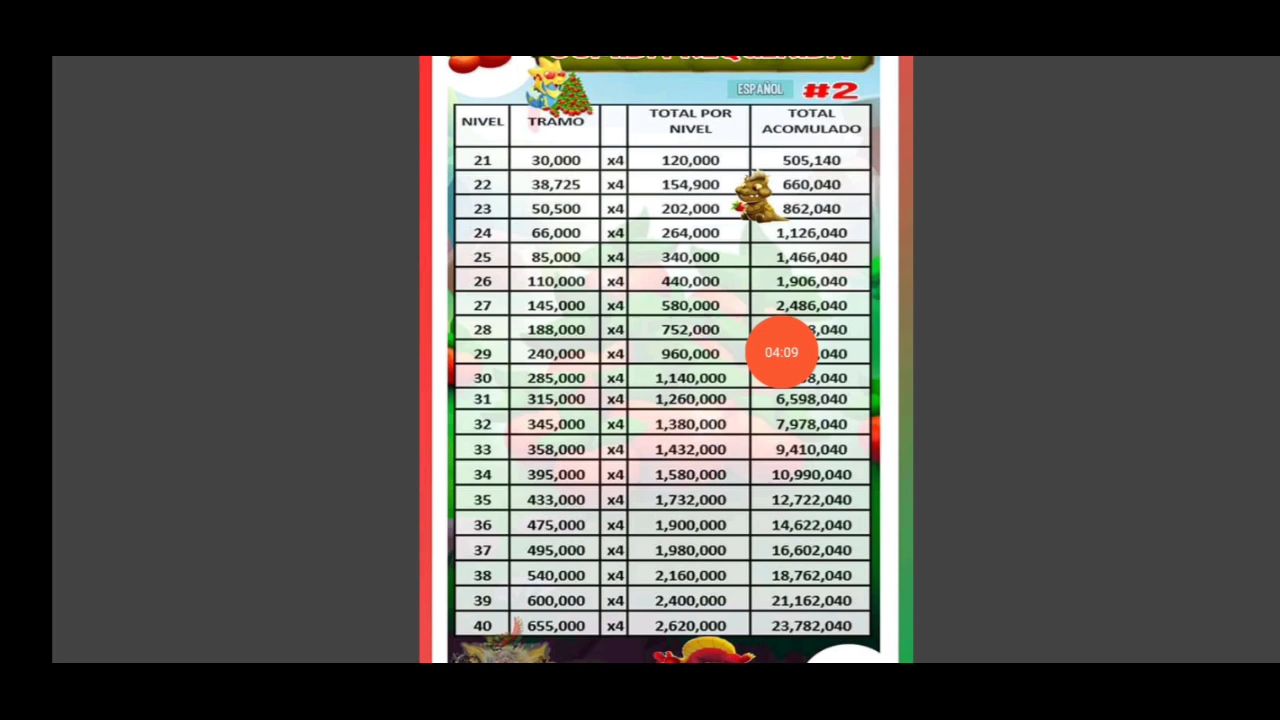 ESPAÑOL #2
NIVEL TRAMO TOTAL POR NIVEL TOTAL ACOMULADO
21 30,000 x4 120,000 505,140
22 38,725 x4 154,900 660,040
23 50,500 x4 202,000 862,040
24 66,000 x4 264,000 1,126,040
25 85,000 x4 340,000 1,466,040
26 110,000 x4 440,000 1,906,040
27 145,000 x4 580,000 2,486,040
28 188,000 x4 752,000
29 240,000 x4 960,000
30 285,000 x4 1,140,000
04:09
31 315,000 x4 1,260,000 6,598,040
32 345,000 x4 1,380,000 7,978,040
33 358,000 x4 1,432,000 9,410,040
34 395,000 x4 1,580,000 10,990,040
35 433,000 x4 1,732,000 12,722,040
36 475,000 x4 1,900,000 14,622,040
37 495,000 x4 1,980,000 16,602,040
38 540,000 x4 2,160,000 18,762,040
39 600,000 x4 2,400,000 21,162,040
40 655,000 x4 2,620,000 23,782,040